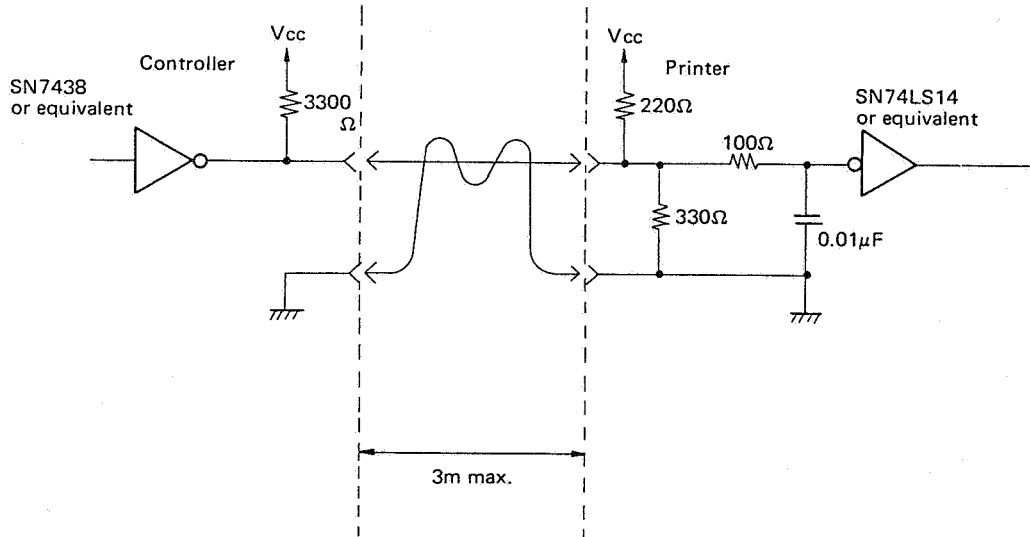 Vcc
Controller
SN7438
or equivalent
3300
Ω
Vcc
Printer
220Ω
SN74LS14
or equivalent
100Ω
330Ω
0.01μF
3m max.